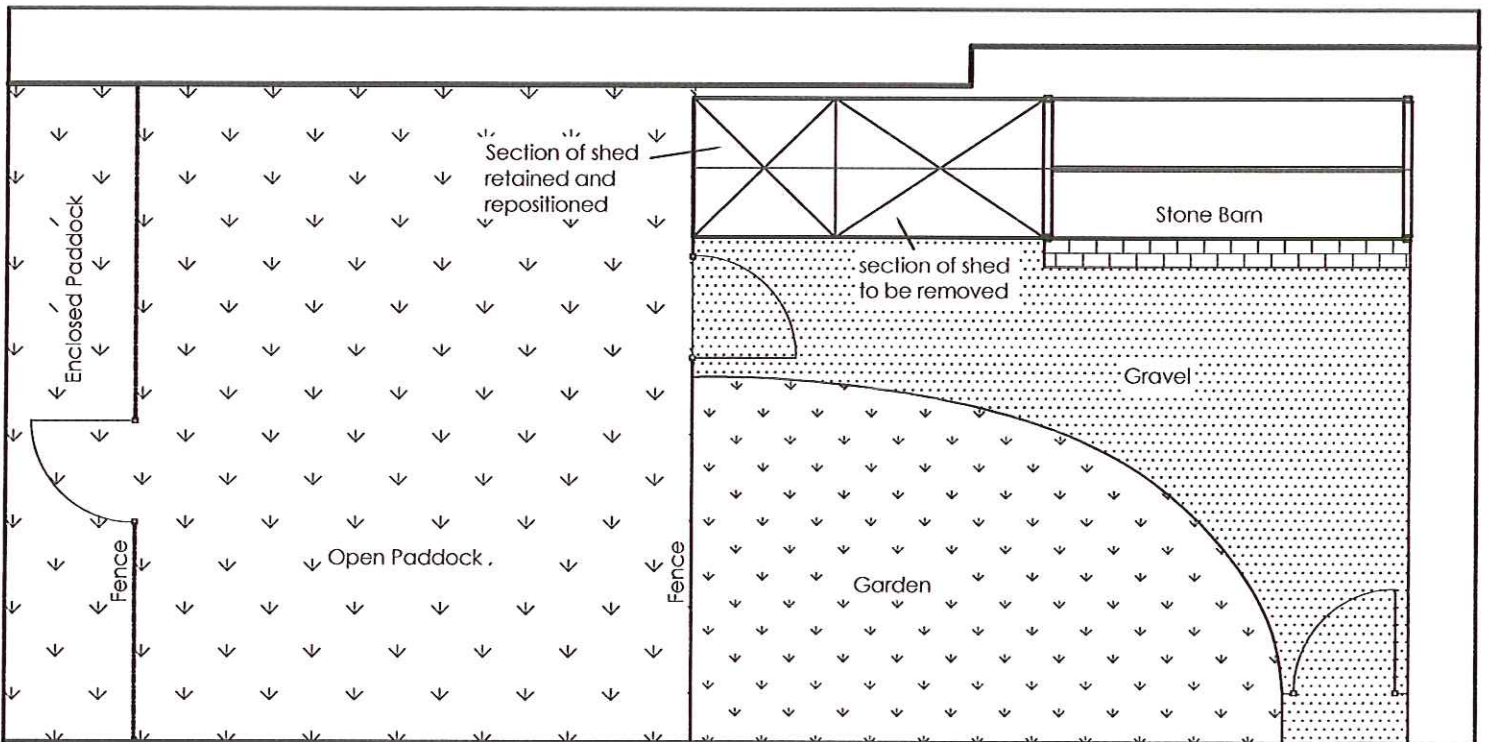 Section of shed
retained and
repositioned
Stone Barn
section of shed
to be removed
Enclosed Paddock
Gravel
Fence
Open Paddock
Fence
Garden